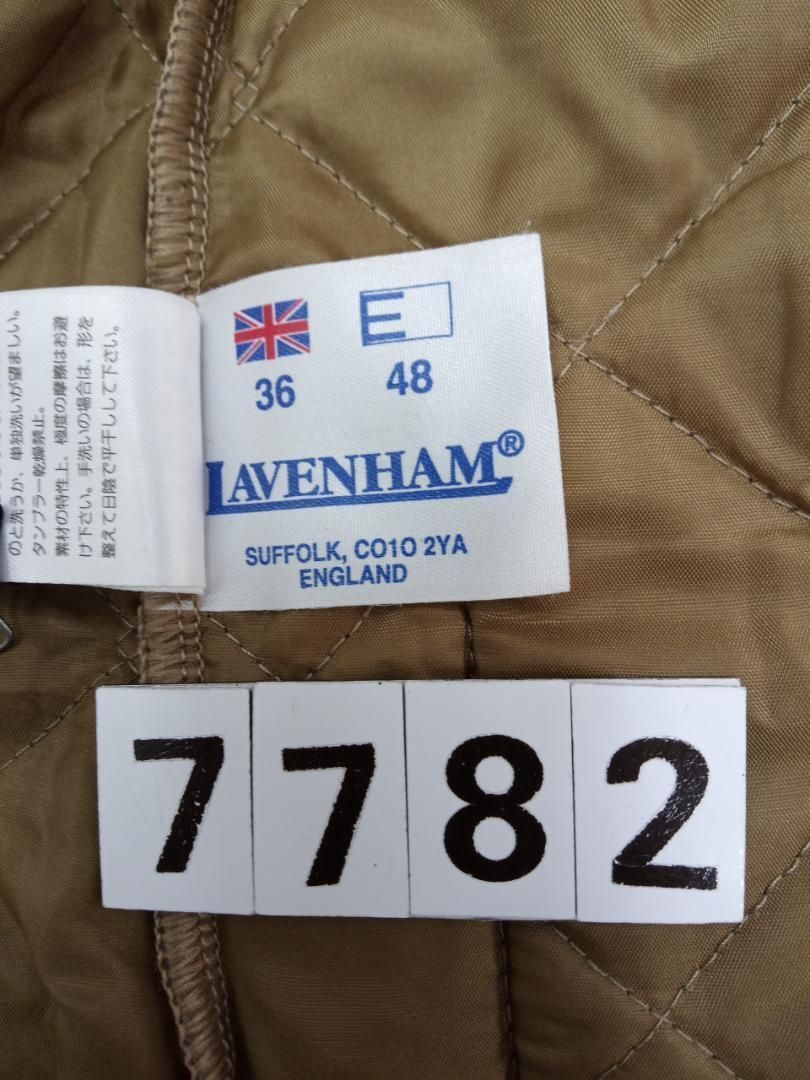 のと洗うか、単独洗いが望ましい。
タンブラー乾燥禁止。
素材の特性上、極度の摩擦はお避
け下さい。手洗いの場合は、形を
整えて日陰で平干しして下さい。
E
36
48
LAVENHAM®
SUFFOLK, CO10 2YA
ENGLAND
7782